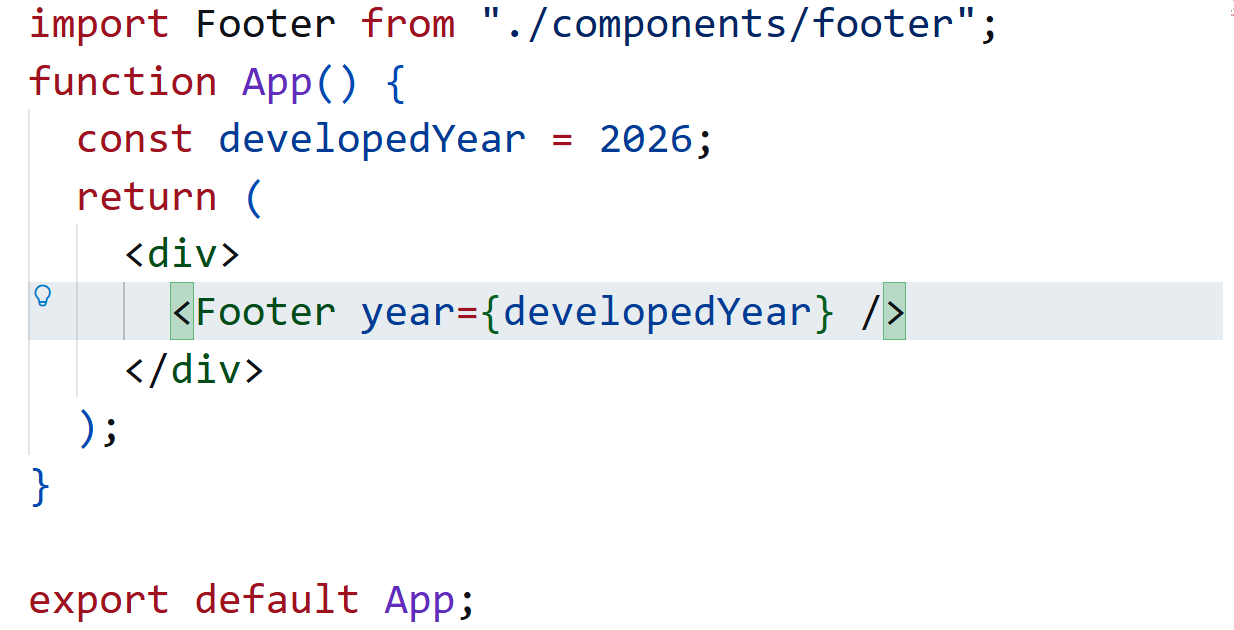 import Footer from "./components/footer";
function App() {
  const developedYear = 2026;
  return (
    <div>
      <Footer year={developedYear} />
    </div>
  );
}

export default App;